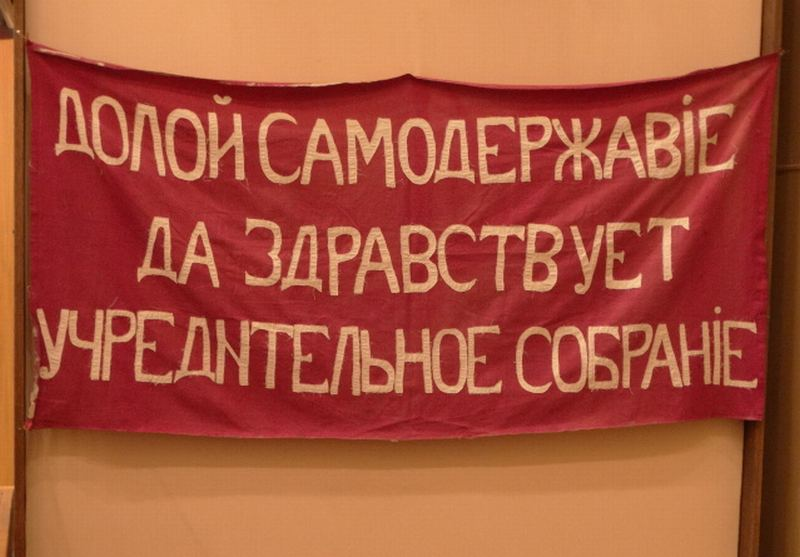 ДОЛОЙ САМОДЕРЖАВІЕ
ДА ЗДРАВСТВУЕТ
УЧРЕДИТЕЛЬНОЕ СОБРАНІЕ